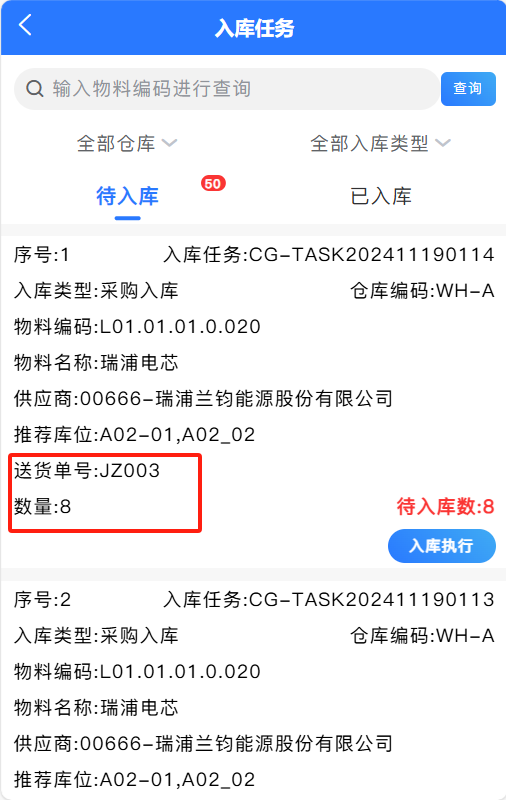 入库任务
输入物料编码进行查询 查询
全部仓库 全部入库类型
待入库 50 已入库
序号:1 入库任务:CG-TASK202411190114
入库类型:采购入库 仓库编码:WH-A
物料编码:L01.01.01.0.020
物料名称:瑞浦电芯
供应商:00666-瑞浦兰钧能源股份有限公司
推荐库位:A02-01,A02_02
送货单号:JZ003
数量:8 待入库数:8
入库执行
序号:2 入库任务:CG-TASK202411190113
入库类型:采购入库 仓库编码:WH-A
物料编码:L01.01.01.0.020
物料名称:瑞浦电芯
供应商:00666-瑞浦兰钧能源股份有限公司
推荐库位:A02-01,A02_02